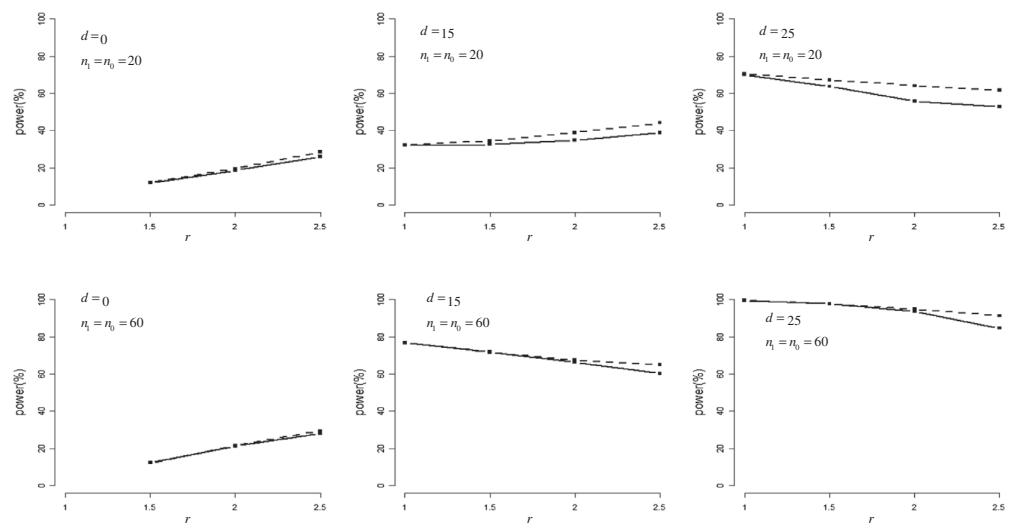 d = 0
n₁ = n₀ = 20
power(%)
0 20 40 60 80 100
1 1.5 2 2.5
r
d = 15
n₁ = n₀ = 20
power(%)
0 20 40 60 80 100
1 1.5 2 2.5
r
d = 25
n₁ = n₀ = 20
power(%)
0 20 40 60 80 100
1 1.5 2 2.5
r
d = 0
n₁ = n₀ = 60
power(%)
0 20 40 60 80 100
1 1.5 2 2.5
r
d = 15
n₁ = n₀ = 60
power(%)
0 20 40 60 80 100
1 1.5 2 2.5
r
d = 25
n₁ = n₀ = 60
power(%)
0 20 40 60 80 100
1 1.5 2 2.5
r